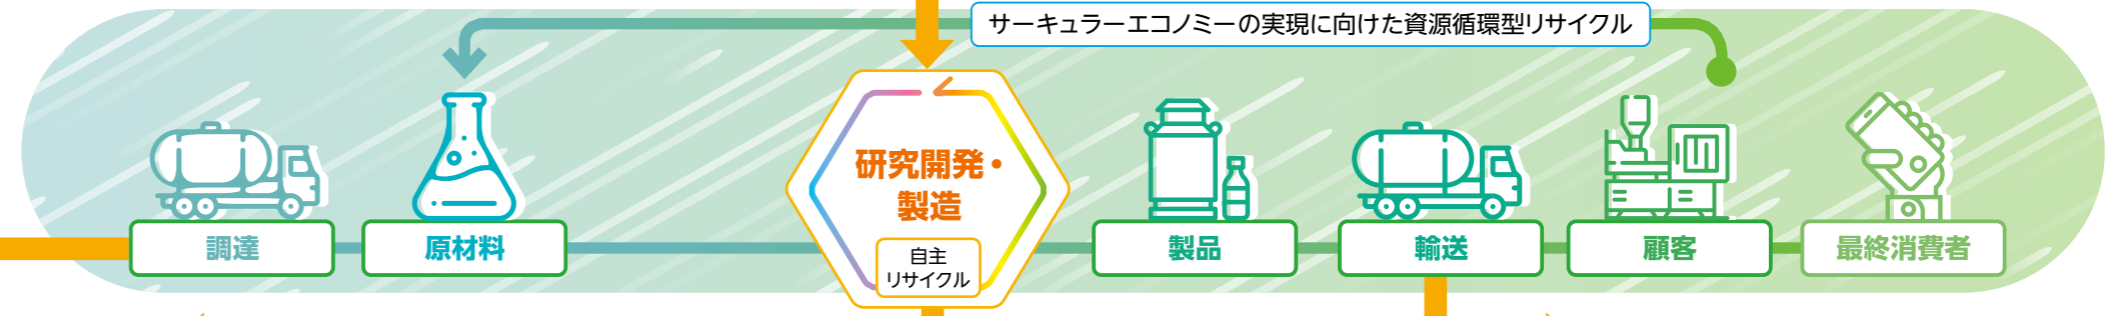 サーキュラーエコノミーの実現に向けた資源循環型リサイクル
研究開発・
製造
自主
リサイクル
調達
原材料
製品
輸送
顧客
最終消費者